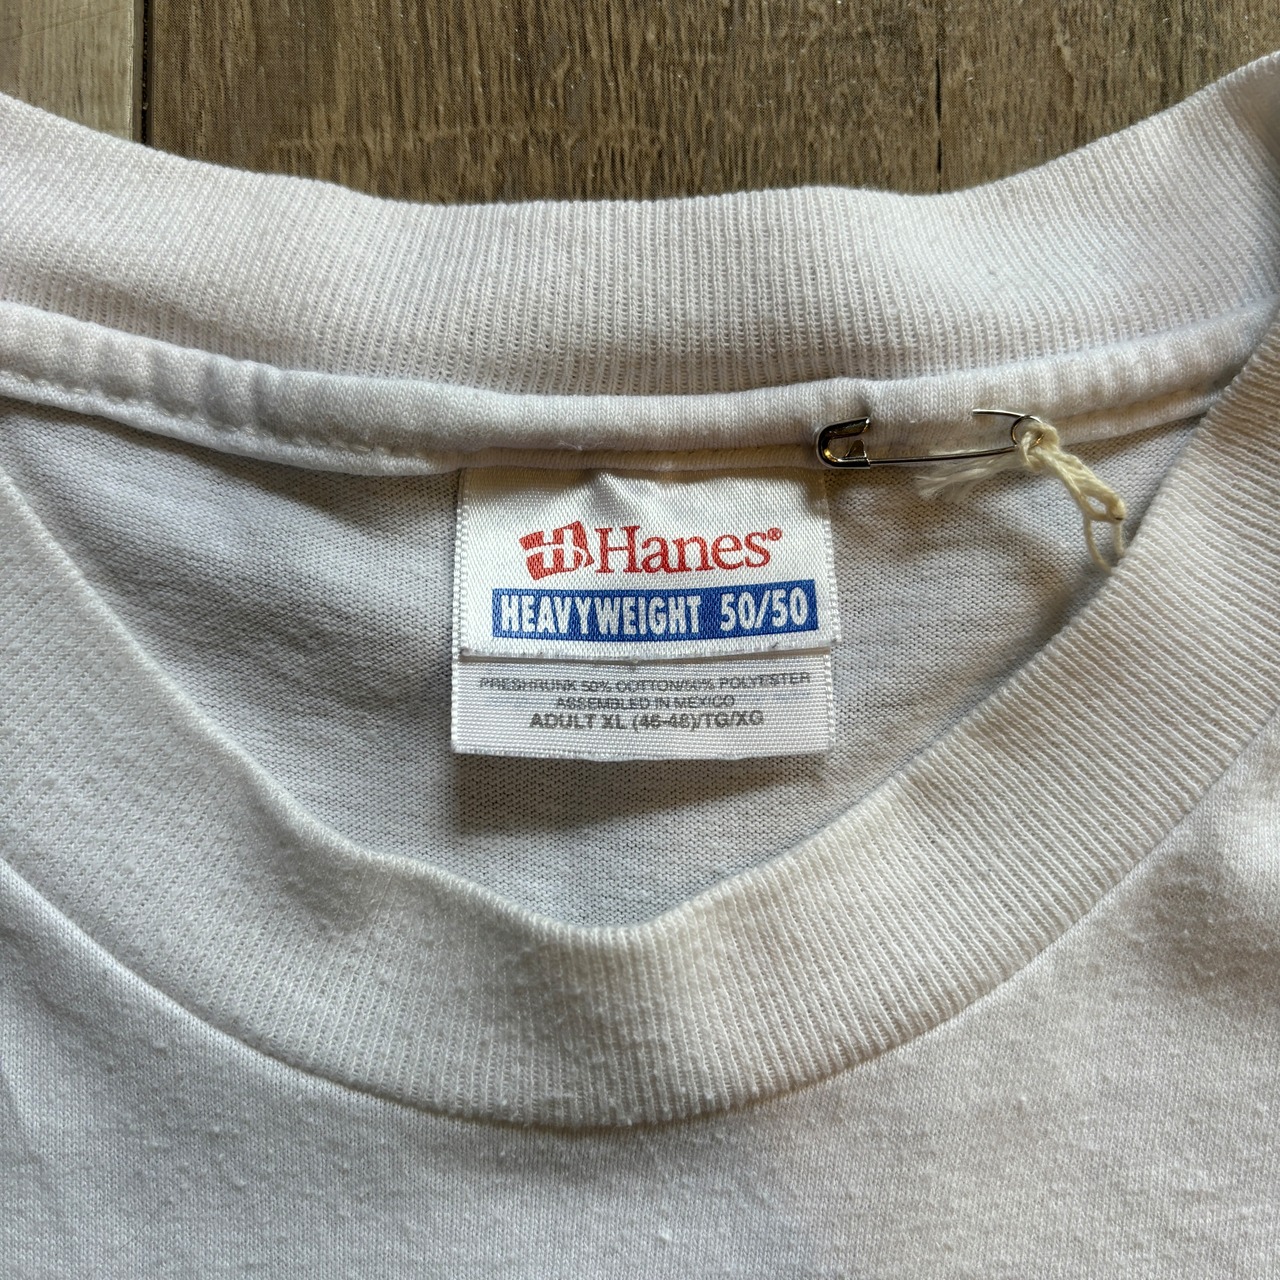 Hanes®
HEAVYWEIGHT 50/50
PRESHRUNK 50% COTTON/50% POLYESTER
ASSEMBLED IN MEXICO
ADULT XL (46-48)/TG/XG